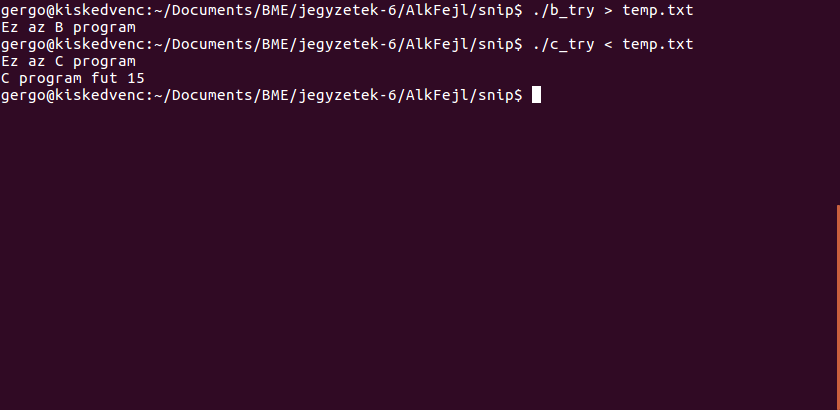 gergo@kiskedvenc:~/Documents/BME/jegyzetek-6/AlkFejl/snip$ ./b_try > temp.txt
Ez az B program
gergo@kiskedvenc:~/Documents/BME/jegyzetek-6/AlkFejl/snip$ ./c_try < temp.txt
Ez az C program
C program fut 15
gergo@kiskedvenc:~/Documents/BME/jegyzetek-6/AlkFejl/snip$